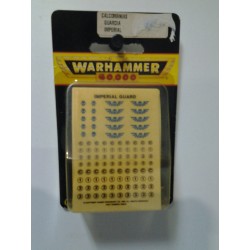 CALCOMANIAS
GUARDIA
IMPERIAL
WARHAMMER
40,000
IMPERIAL GUARD